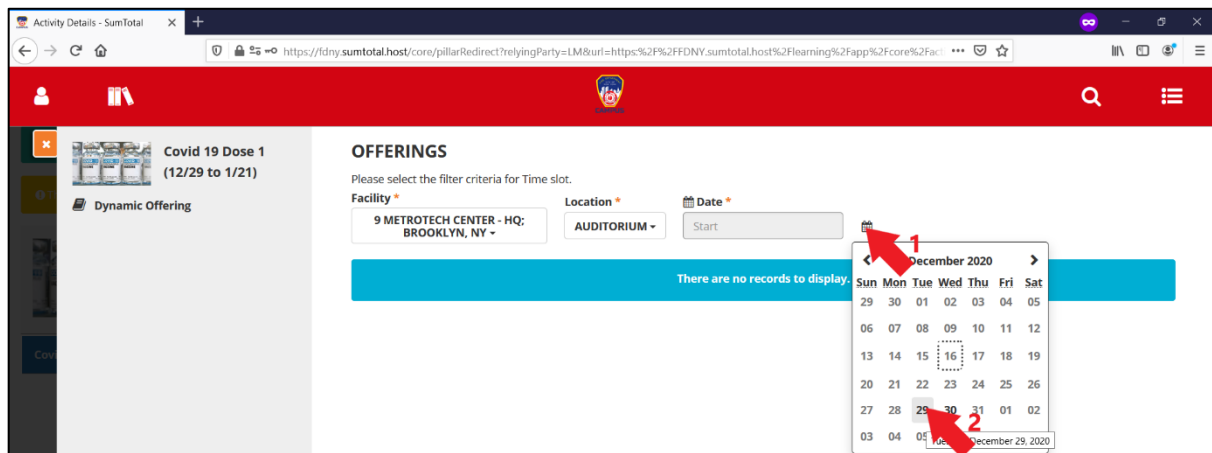 Activity Details - SumTotal
https://fdny.sumtotal.host/core/pillarRedirect?relyingParty=LM&url=https:%2F%2FFDNY.sumtotal.host%2Flearning%2Fapp%2Fcore%2Fact
Covid 19 Dose 1
(12/29 to 1/21)
Dynamic Offering
Covi
OFFERINGS
Please select the filter criteria for Time slot.
Facility * Location * Date *
9 METROTECH CENTER - HQ;
BROOKLYN, NY
AUDITORIUM
Start
1
There are no records to display.
December 2020
Sun Mon Tue Wed Thu Fri Sat
29 30 01 02 03 04 05
06 07 08 09 10 11 12
13 14 15 16 17 18 19
20 21 22 23 24 25 26
27 28 29 30 31 01 02
2
03 04 05
December 29, 2020